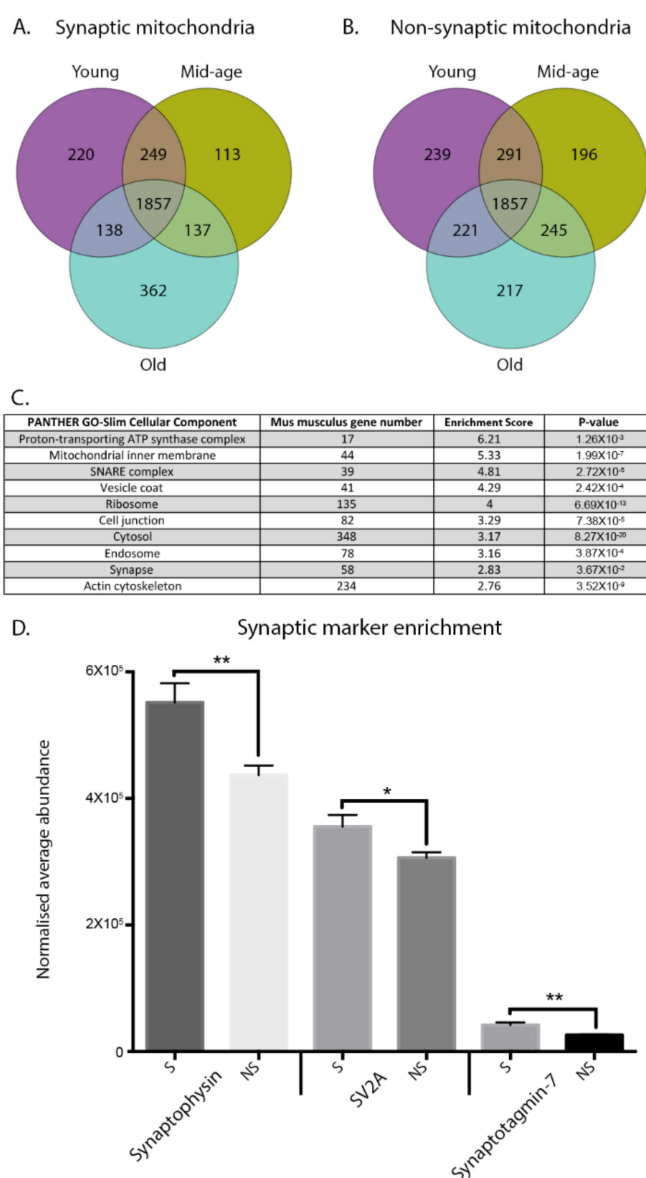 A. Synaptic mitochondria
B. Non-synaptic mitochondria
Young Mid-age
Young Mid-age
220 249 113
239 291 196
1857
1857
138 137
221 245
362
217
Old
Old
C.
PANTHER GO-Slim Cellular Component Mus musculus gene number Enrichment Score P-value
Proton-transporting ATP synthase complex 17 6.21 1.26X10⁻³
Mitochondrial inner membrane 44 5.33 1.99X10⁻⁷
SNARE complex 39 4.81 2.72X10⁻⁶
Vesicle coat 41 4.29 2.42X10⁻⁴
Ribosome 135 4 6.69X10⁻¹³
Cell junction 82 3.29 7.38X10⁻⁵
Cytosol 348 3.17 8.27X10⁻²⁰
Endosome 78 3.16 3.87X10⁻⁴
Synapse 58 2.83 3.67X10⁻²
Actin cytoskeleton 234 2.76 3.52X10⁻⁹
D. Synaptic marker enrichment
Normalised average abundance
6X10⁵
4X10⁵
2X10⁵
0
** * **
S NS S NS S NS
Synaptophysin SV2A Synaptotagmin-7